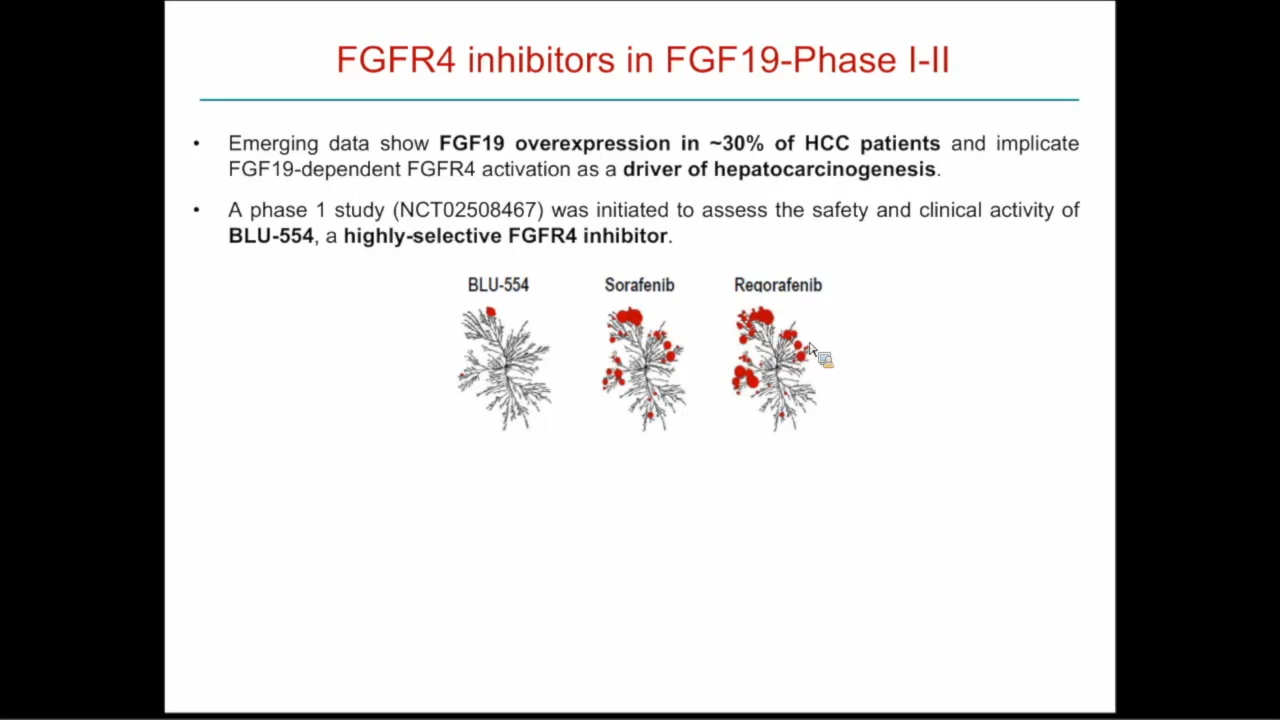 FGFR4 inhibitors in FGF19-Phase I-II
• Emerging data show FGF19 overexpression in ~30% of HCC patients and implicate
FGF19-dependent FGFR4 activation as a driver of hepatocarcinogenesis.
• A phase 1 study (NCT02508467) was initiated to assess the safety and clinical activity of
BLU-554, a highly-selective FGFR4 inhibitor.
BLU-554 Sorafenib Regorafenib